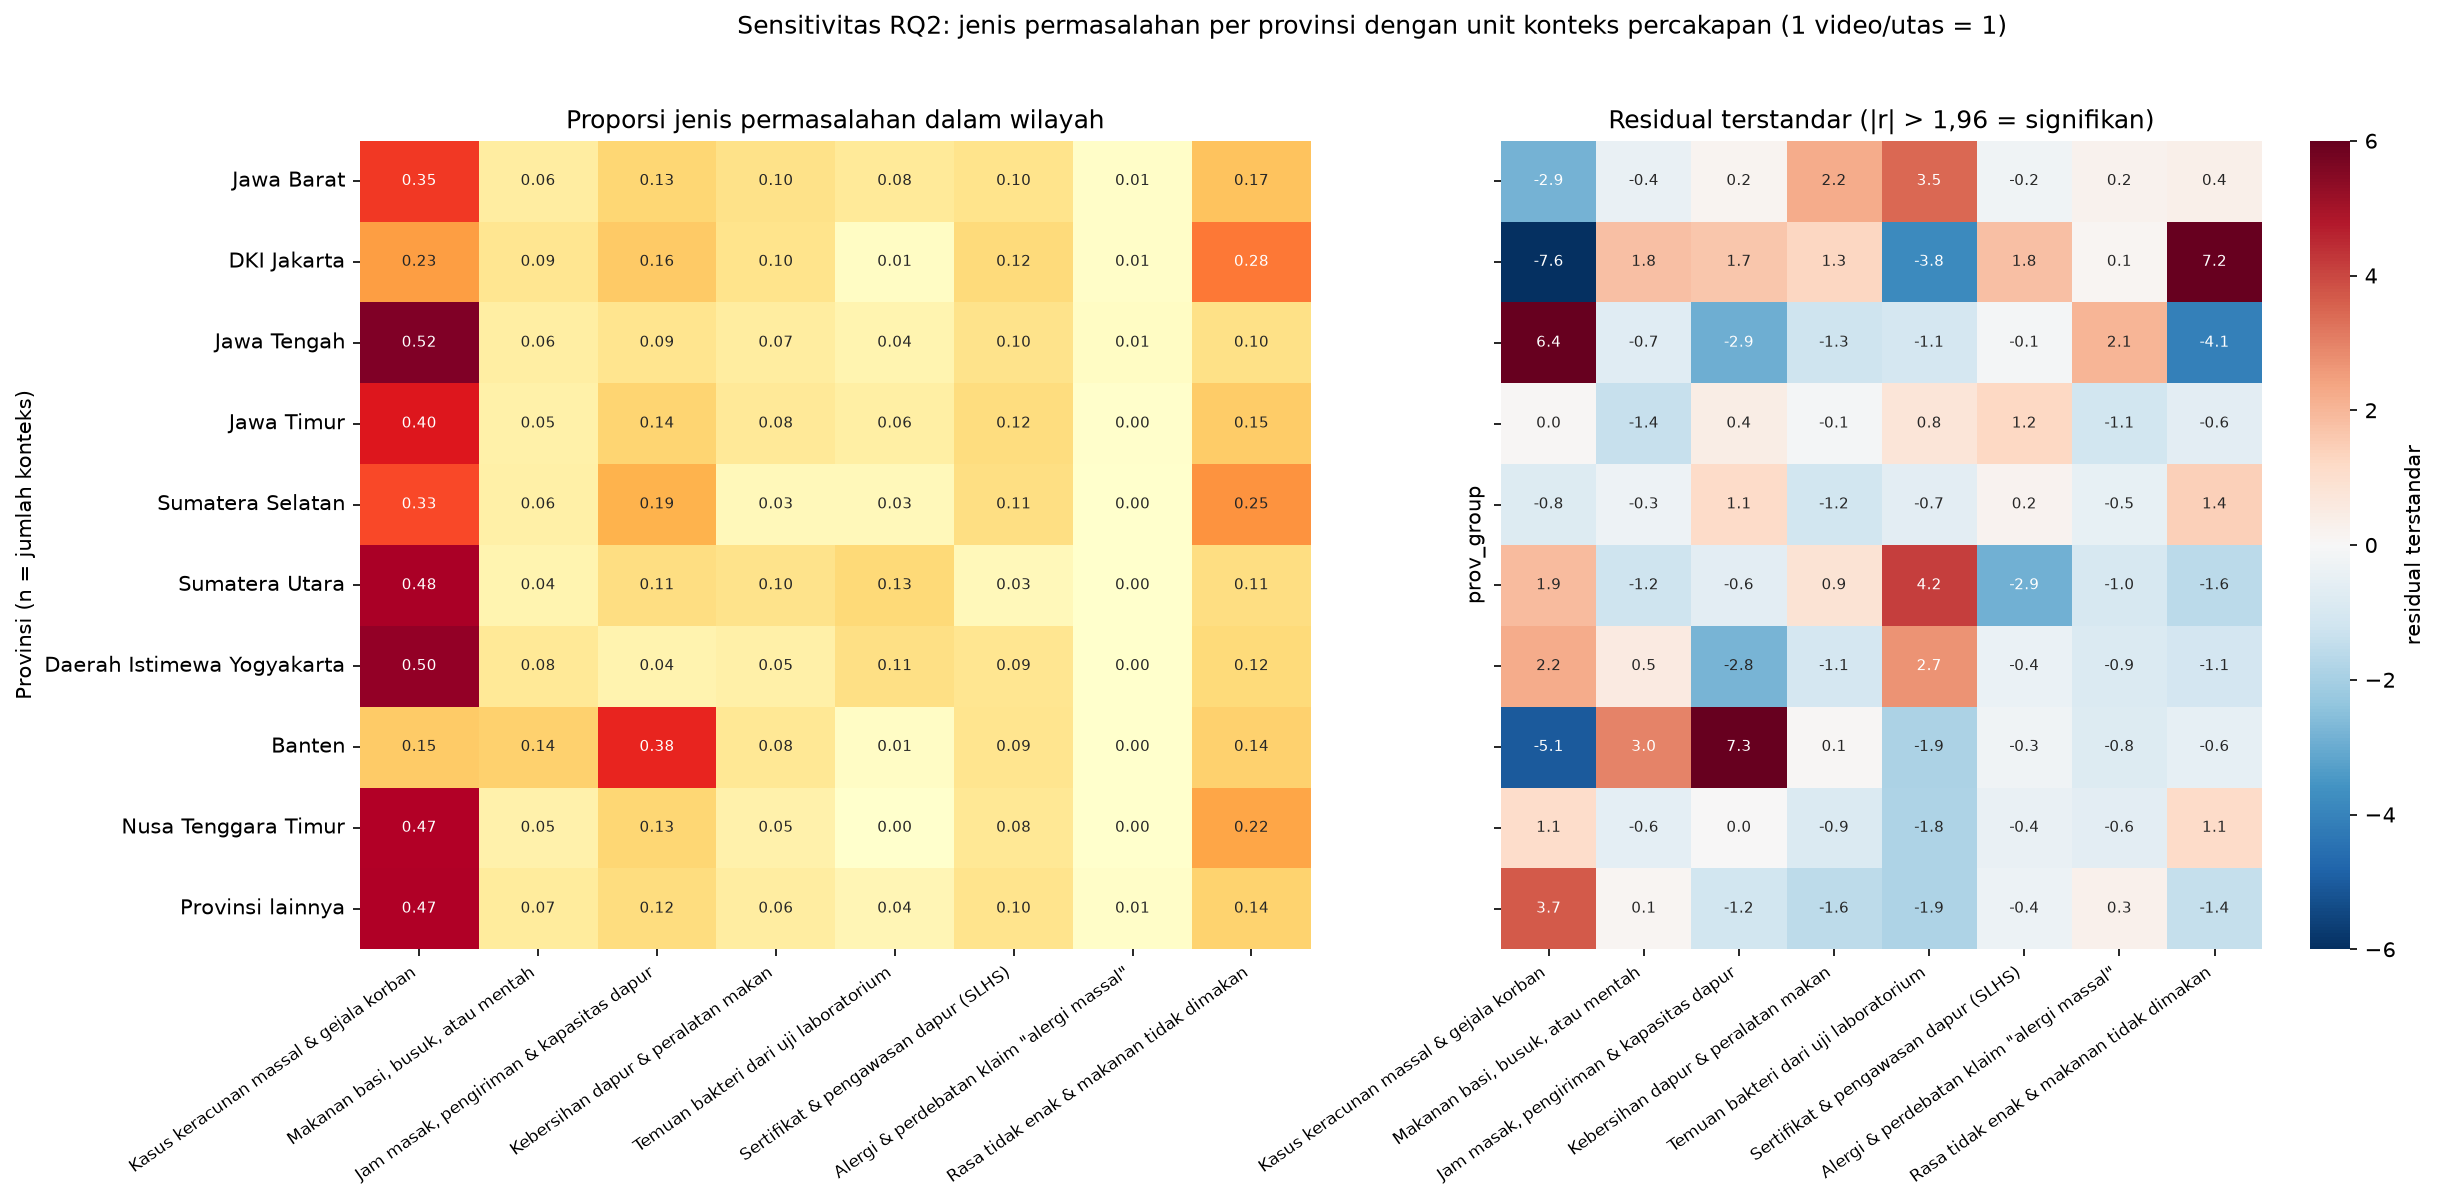 Sensitivitas RQ2: jenis permasalahan per provinsi dengan unit konteks percakapan (1 video/utas = 1)
Proporsi jenis permasalahan dalam wilayah
Provinsi (n = jumlah konteks)
Jawa Barat 0.35 0.06 0.13 0.10 0.08 0.10 0.01 0.17
DKI Jakarta 0.23 0.09 0.16 0.10 0.01 0.12 0.01 0.28
Jawa Tengah 0.52 0.06 0.09 0.07 0.04 0.10 0.01 0.10
Jawa Timur 0.40 0.05 0.14 0.08 0.06 0.12 0.00 0.15
Sumatera Selatan 0.33 0.06 0.19 0.03 0.03 0.11 0.00 0.25
Sumatera Utara 0.48 0.04 0.11 0.10 0.13 0.03 0.00 0.11
Daerah Istimewa Yogyakarta 0.50 0.08 0.04 0.05 0.11 0.09 0.00 0.12
Banten 0.15 0.14 0.38 0.08 0.01 0.09 0.00 0.14
Nusa Tenggara Timur 0.47 0.05 0.13 0.05 0.00 0.08 0.00 0.22
Provinsi lainnya 0.47 0.07 0.12 0.06 0.04 0.10 0.01 0.14
Kasus keracunan massal & gejala korban
Makanan basi, busuk, atau mentah
Jam masak, pengiriman & kapasitas dapur
Kebersihan dapur & peralatan makan
Temuan bakteri dari uji laboratorium
Sertifikat & pengawasan dapur (SLHS)
Alergi & perdebatan klaim "alergi massal"
Rasa tidak enak & makanan tidak dimakan
Residual terstandar (|r| > 1,96 = signifikan)
prov_group
-2.9 -0.4 0.2 2.2 3.5 -0.2 0.2 0.4
-7.6 1.8 1.7 1.3 -3.8 1.8 0.1 7.2
6.4 -0.7 -2.9 -1.3 -1.1 -0.1 2.1 -4.1
0.0 -1.4 0.4 -0.1 0.8 1.2 -1.1 -0.6
-0.8 -0.3 1.1 -1.2 -0.7 0.2 -0.5 1.4
1.9 -1.2 -0.6 0.9 4.2 -2.9 -1.0 -1.6
2.2 0.5 -2.8 -1.1 2.7 -0.4 -0.9 -1.1
-5.1 3.0 7.3 0.1 -1.9 -0.3 -0.8 -0.6
1.1 -0.6 0.0 -0.9 -1.8 -0.4 -0.6 1.1
3.7 0.1 -1.2 -1.6 -1.9 -0.4 0.3 -1.4
Kasus keracunan massal & gejala korban
Makanan basi, busuk, atau mentah
Jam masak, pengiriman & kapasitas dapur
Kebersihan dapur & peralatan makan
Temuan bakteri dari uji laboratorium
Sertifikat & pengawasan dapur (SLHS)
Alergi & perdebatan klaim "alergi massal"
Rasa tidak enak & makanan tidak dimakan
6
4
2
0
−2
−4
−6
residual terstandar